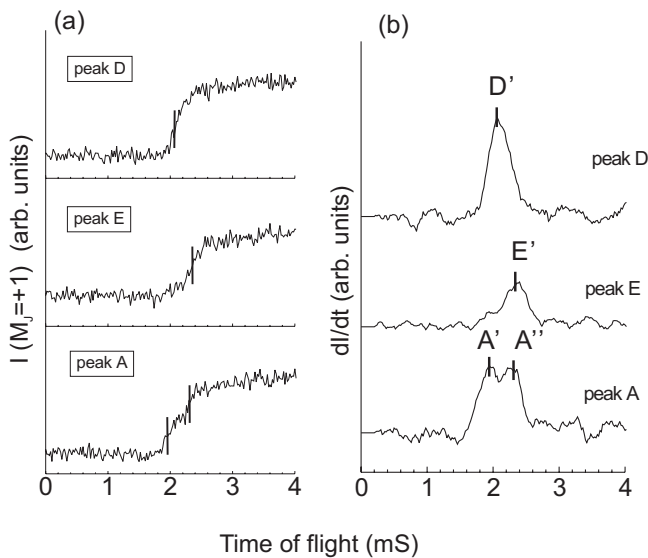 (a)
(b)
peak D
peak E
peak A
I (MJ=+1) (arb. units)
0 1 2 3 4
D'
peak D
E'
peak E
A' A''
peak A
dI/dt (arb. units)
0 1 2 3 4
Time of flight (mS)